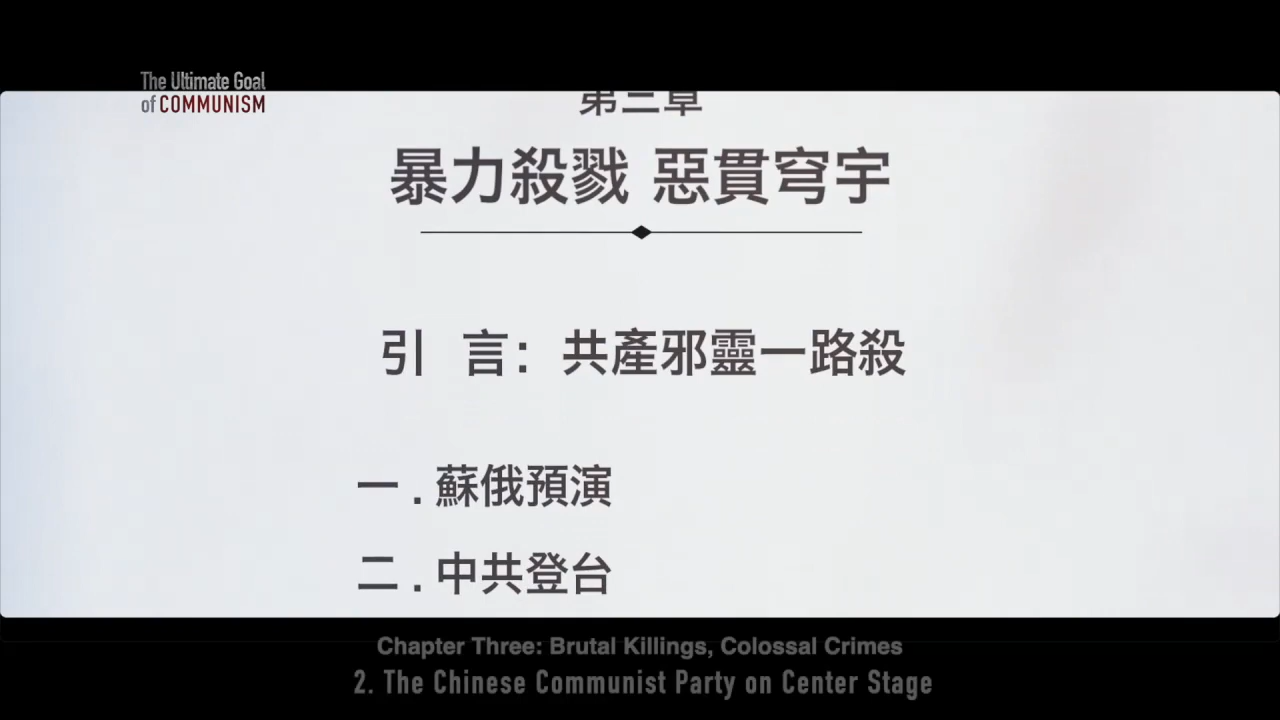 The Ultimate Goal
of COMMUNISM
第三章
暴力殺戮 惡貫穹宇
引 言：共產邪靈一路殺
一 . 蘇俄預演
二 . 中共登台
Chapter Three: Brutal Killings, Colossal Crimes
2. The Chinese Communist Party on Center Stage